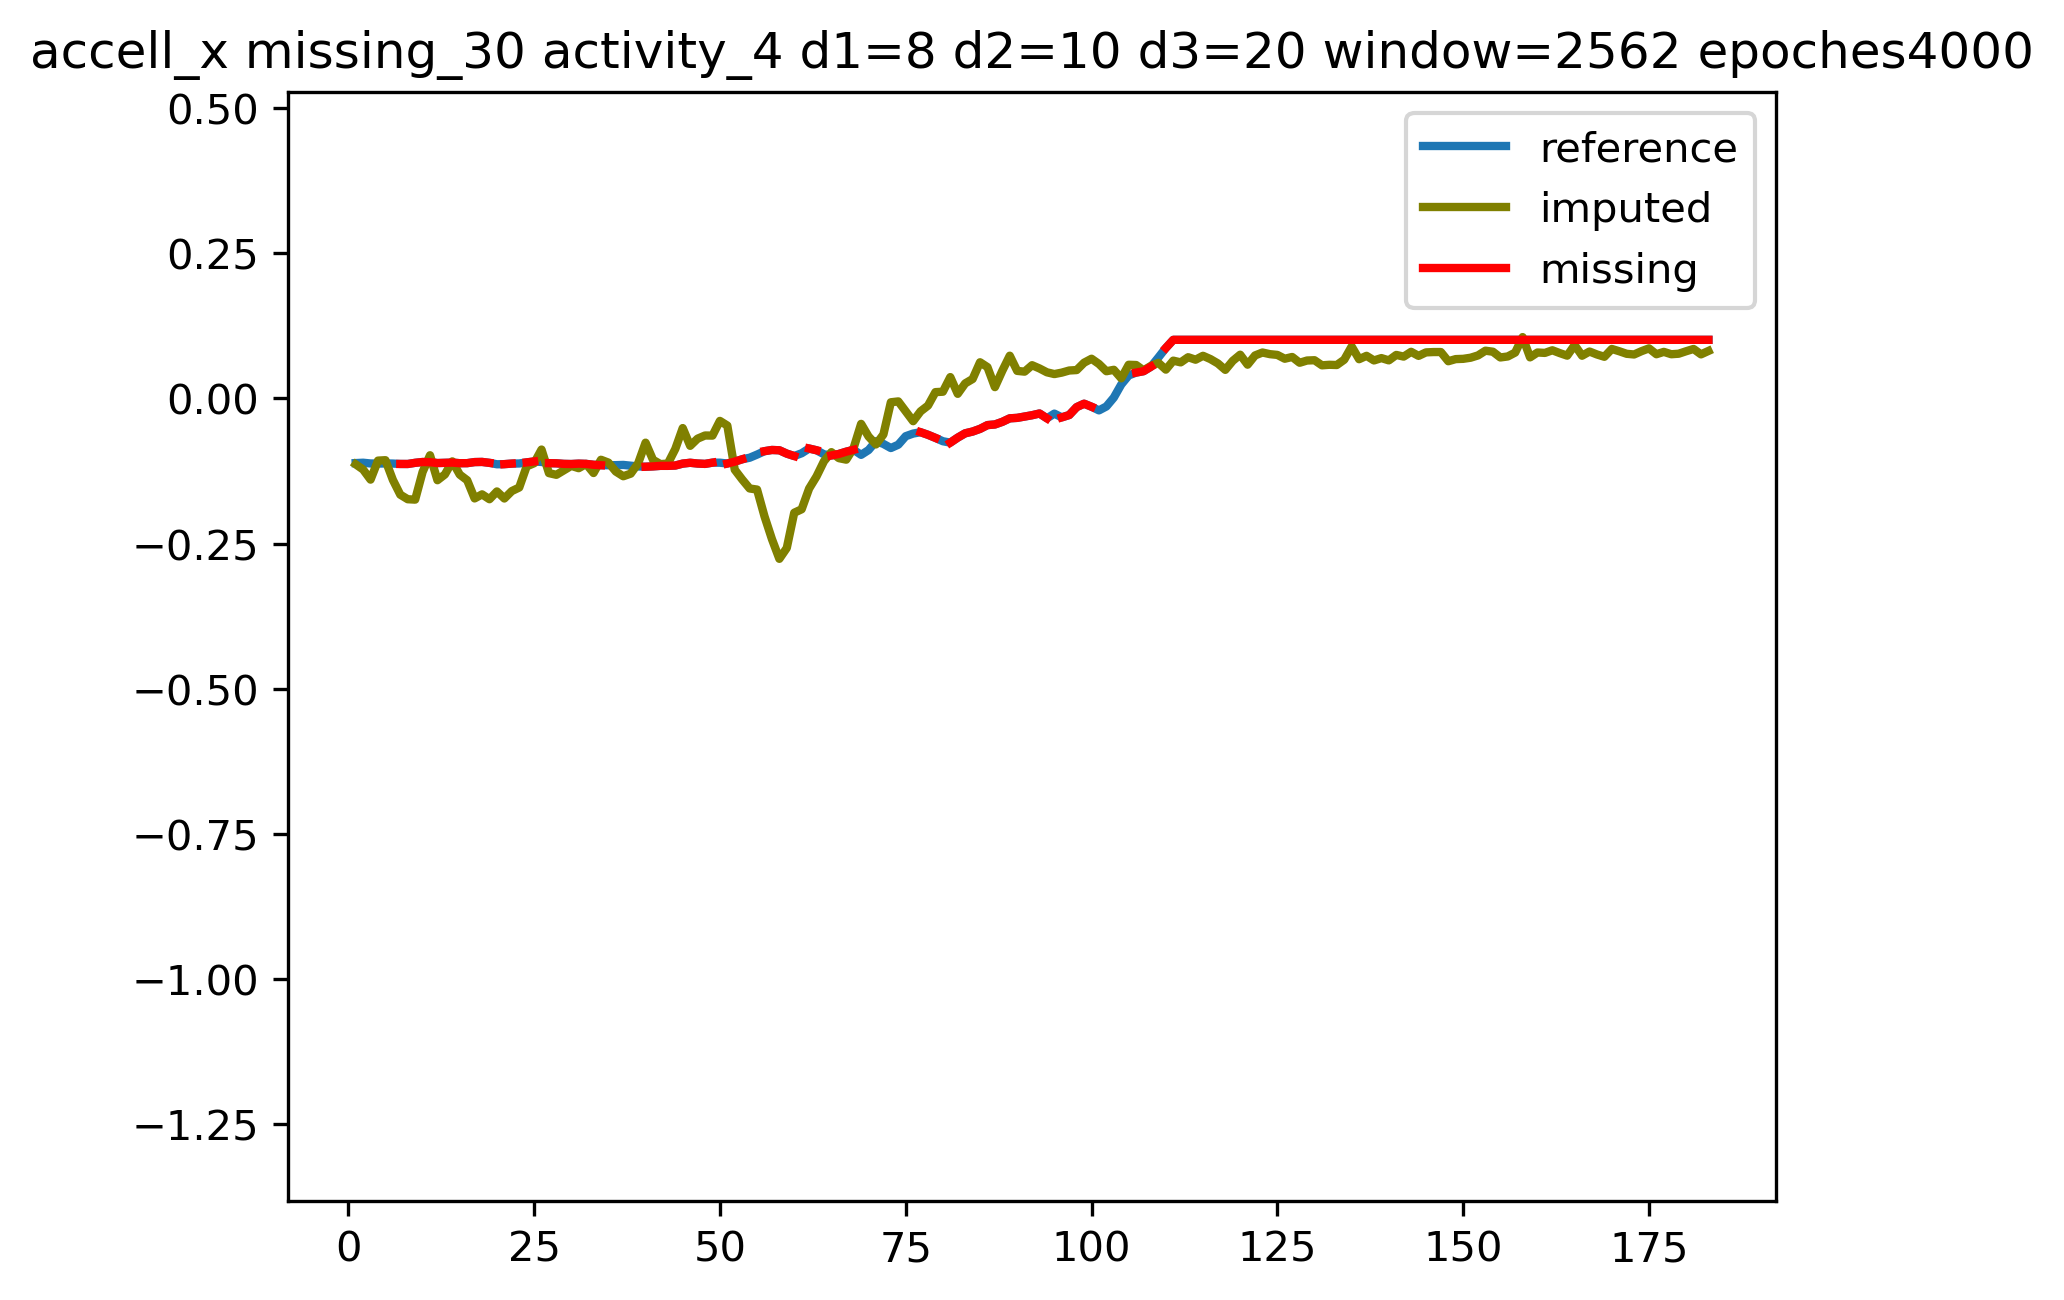 accell_x missing_30 activity_4 d1=8 d2=10 d3=20 window=2562 epoches4000
0.50
0.25
0.00
−0.25
−0.50
−0.75
−1.00
−1.25
reference
imputed
missing
0 25 50 75 100 125 150 175